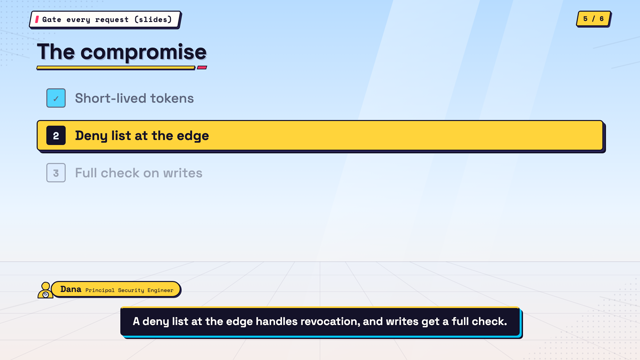 Gate every request (slides)
5 / 6
The compromise
✓ Short-lived tokens
2 Deny list at the edge
3 Full check on writes
Dana Principal Security Engineer
A deny list at the edge handles revocation, and writes get a full check.